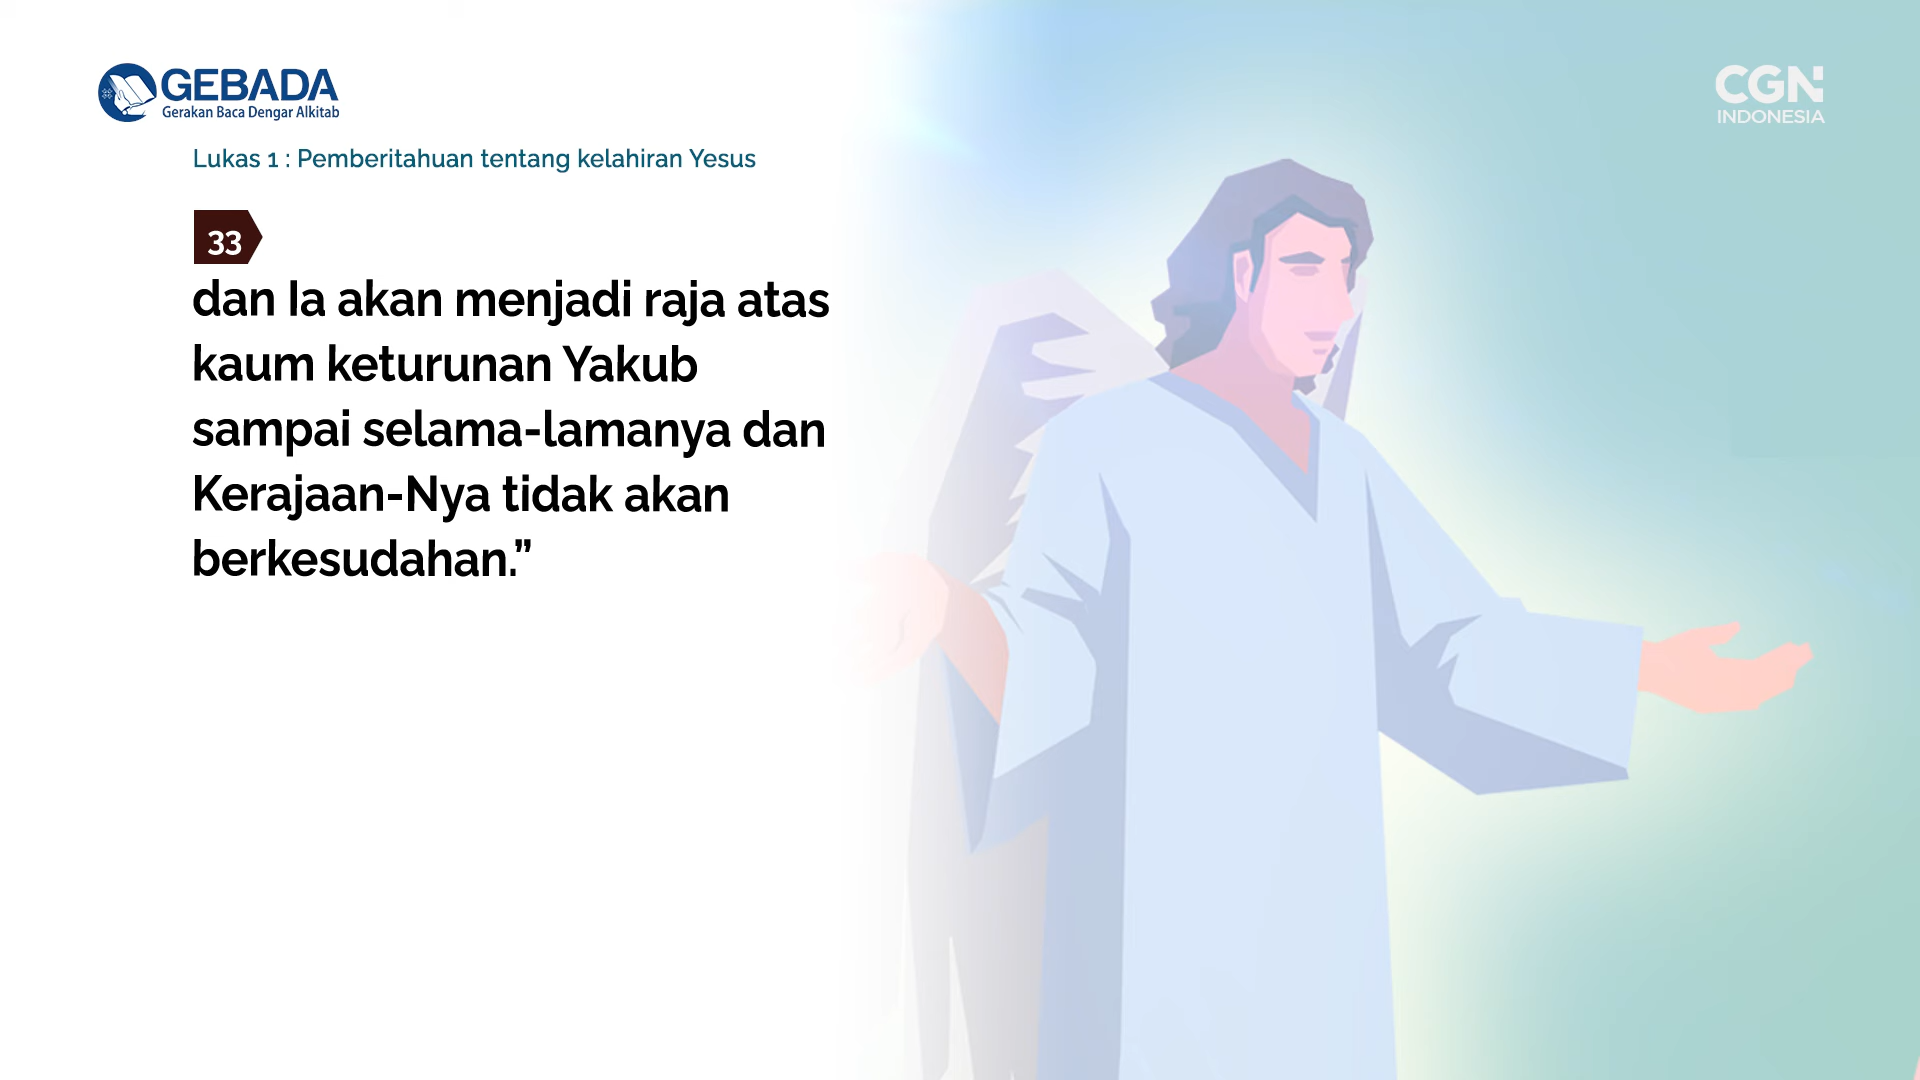 GEBADA
Gerakan Baca Dengar Alkitab
CGN
INDONESIA
Lukas 1 : Pemberitahuan tentang kelahiran Yesus
33
dan Ia akan menjadi raja atas
kaum keturunan Yakub
sampai selama-lamanya dan
Kerajaan-Nya tidak akan
berkesudahan.”